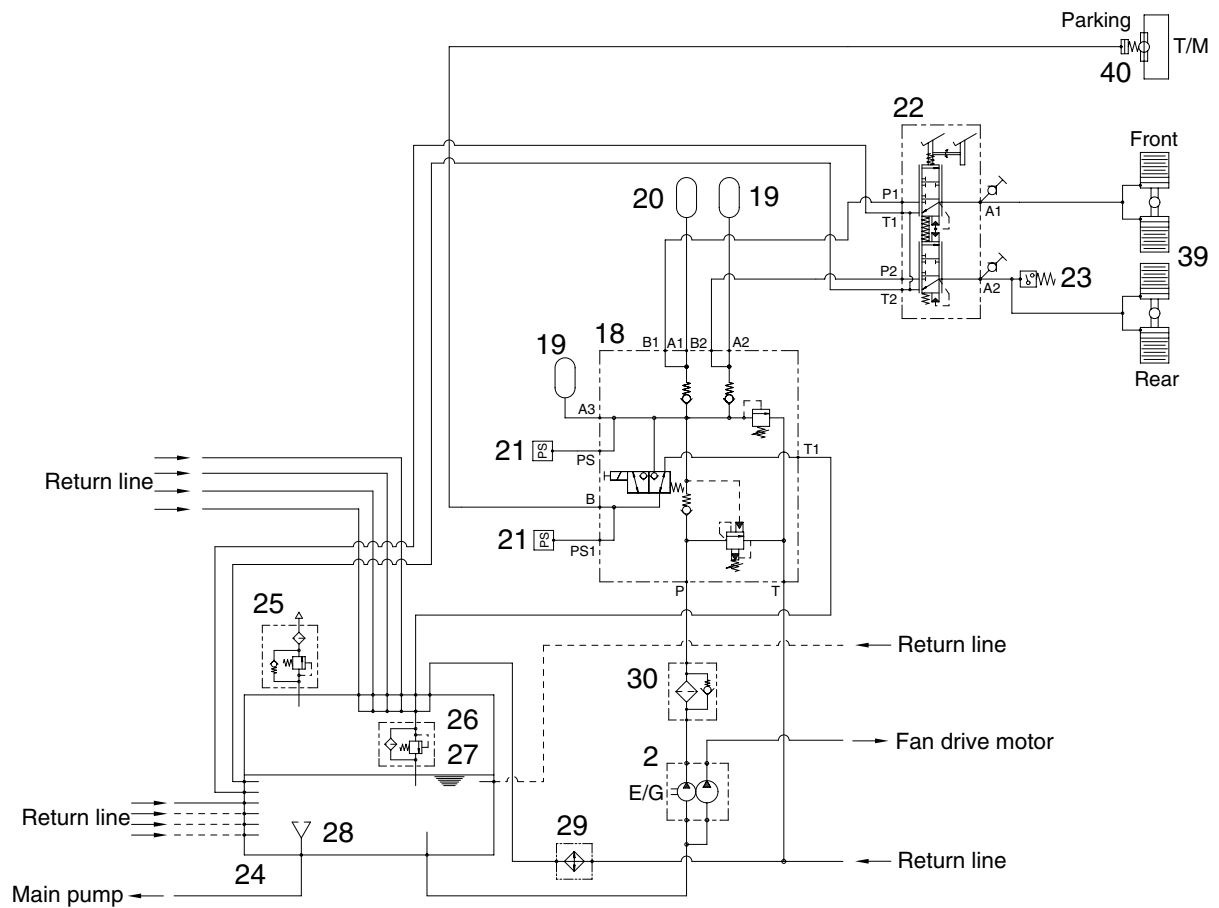 Parking
T/M
40
22
Front
20
19
P1
A1
T1
39
P2
23
A2
T2
18
B1
A1
B2
A2
19
Rear
A3
21
PS
PS
T1
Return line
B
21
PS
PS1
P
T
25
Return line
30
26
27
2
Fan drive motor
E/G
Return line
28
29
24
Return line
Main pump